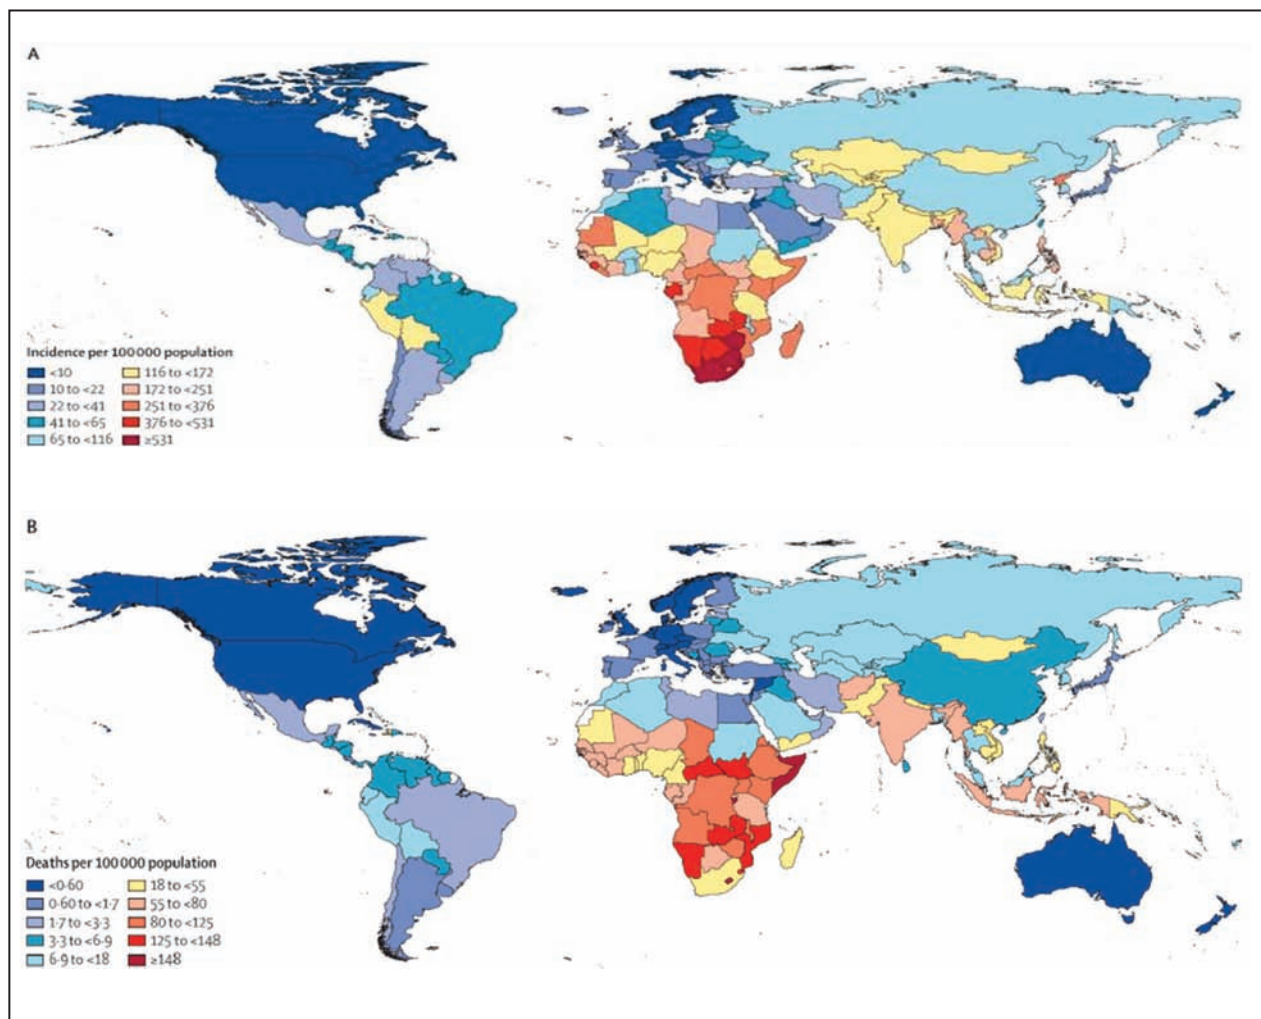 A
Incidence per 100 000 population
<10
10 to <22
22 to <41
41 to <65
65 to <116
116 to <172
172 to <251
251 to <376
376 to <531
≥531
B
Deaths per 100 000 population
<0·60
0·60 to <1·7
1·7 to <3·3
3·3 to <6·9
6·9 to <18
18 to <55
55 to <80
80 to <125
125 to <148
≥148